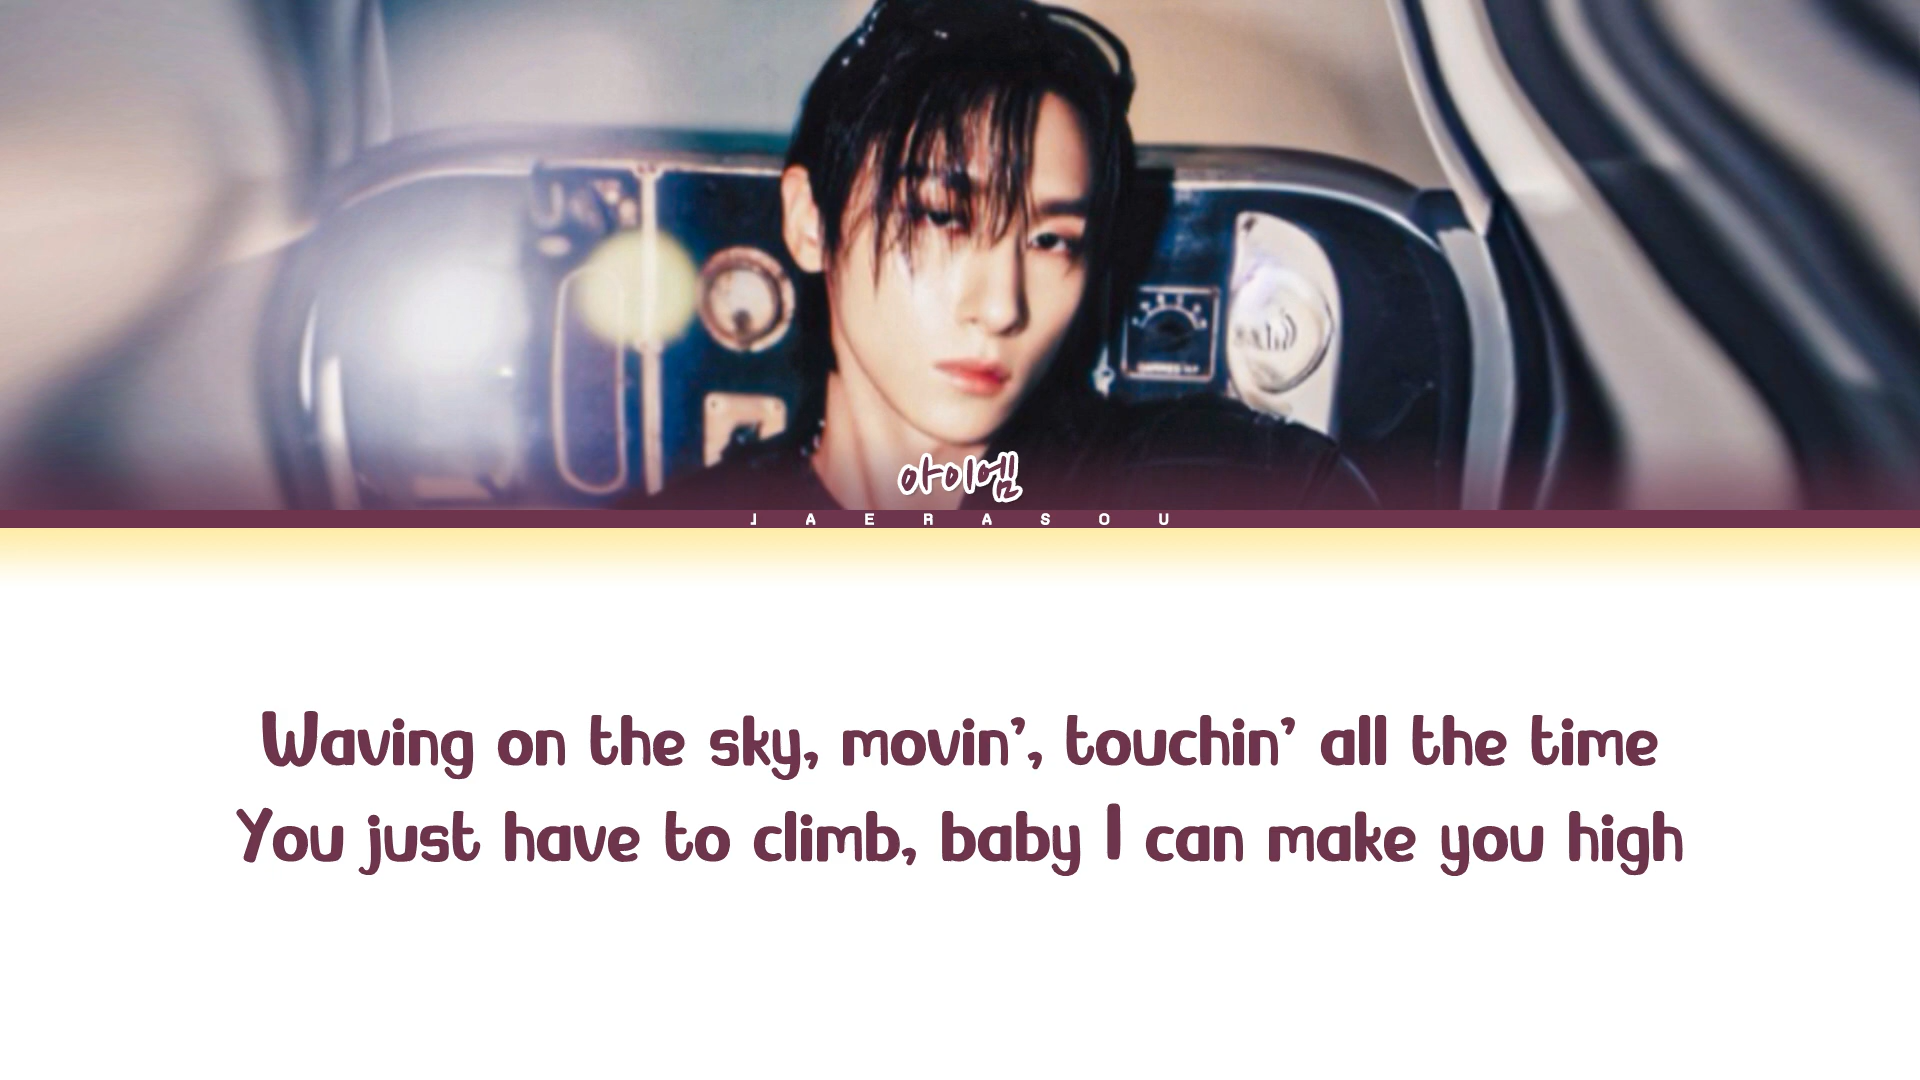 아이엠
JAERASOU
Waving on the sky, movin', touchin' all the time
You just have to climb, baby I can make you high